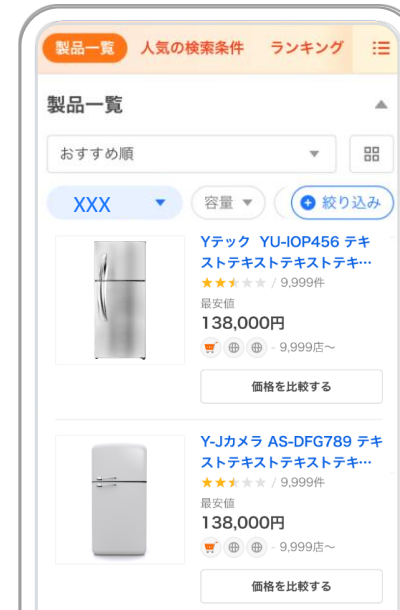 製品一覧 人気の検索条件 ランキング
製品一覧
おすすめ順
XXX 容量 絞り込み
Yテック YU-IOP456 テキ
ストテキストテキストテキ…
/ 9,999件
最安値
138,000円
- 9,999店〜
価格を比較する
Y-Jカメラ AS-DFG789 テキ
ストテキストテキストテキ…
/ 9,999件
最安値
138,000円
- 9,999店〜
価格を比較する